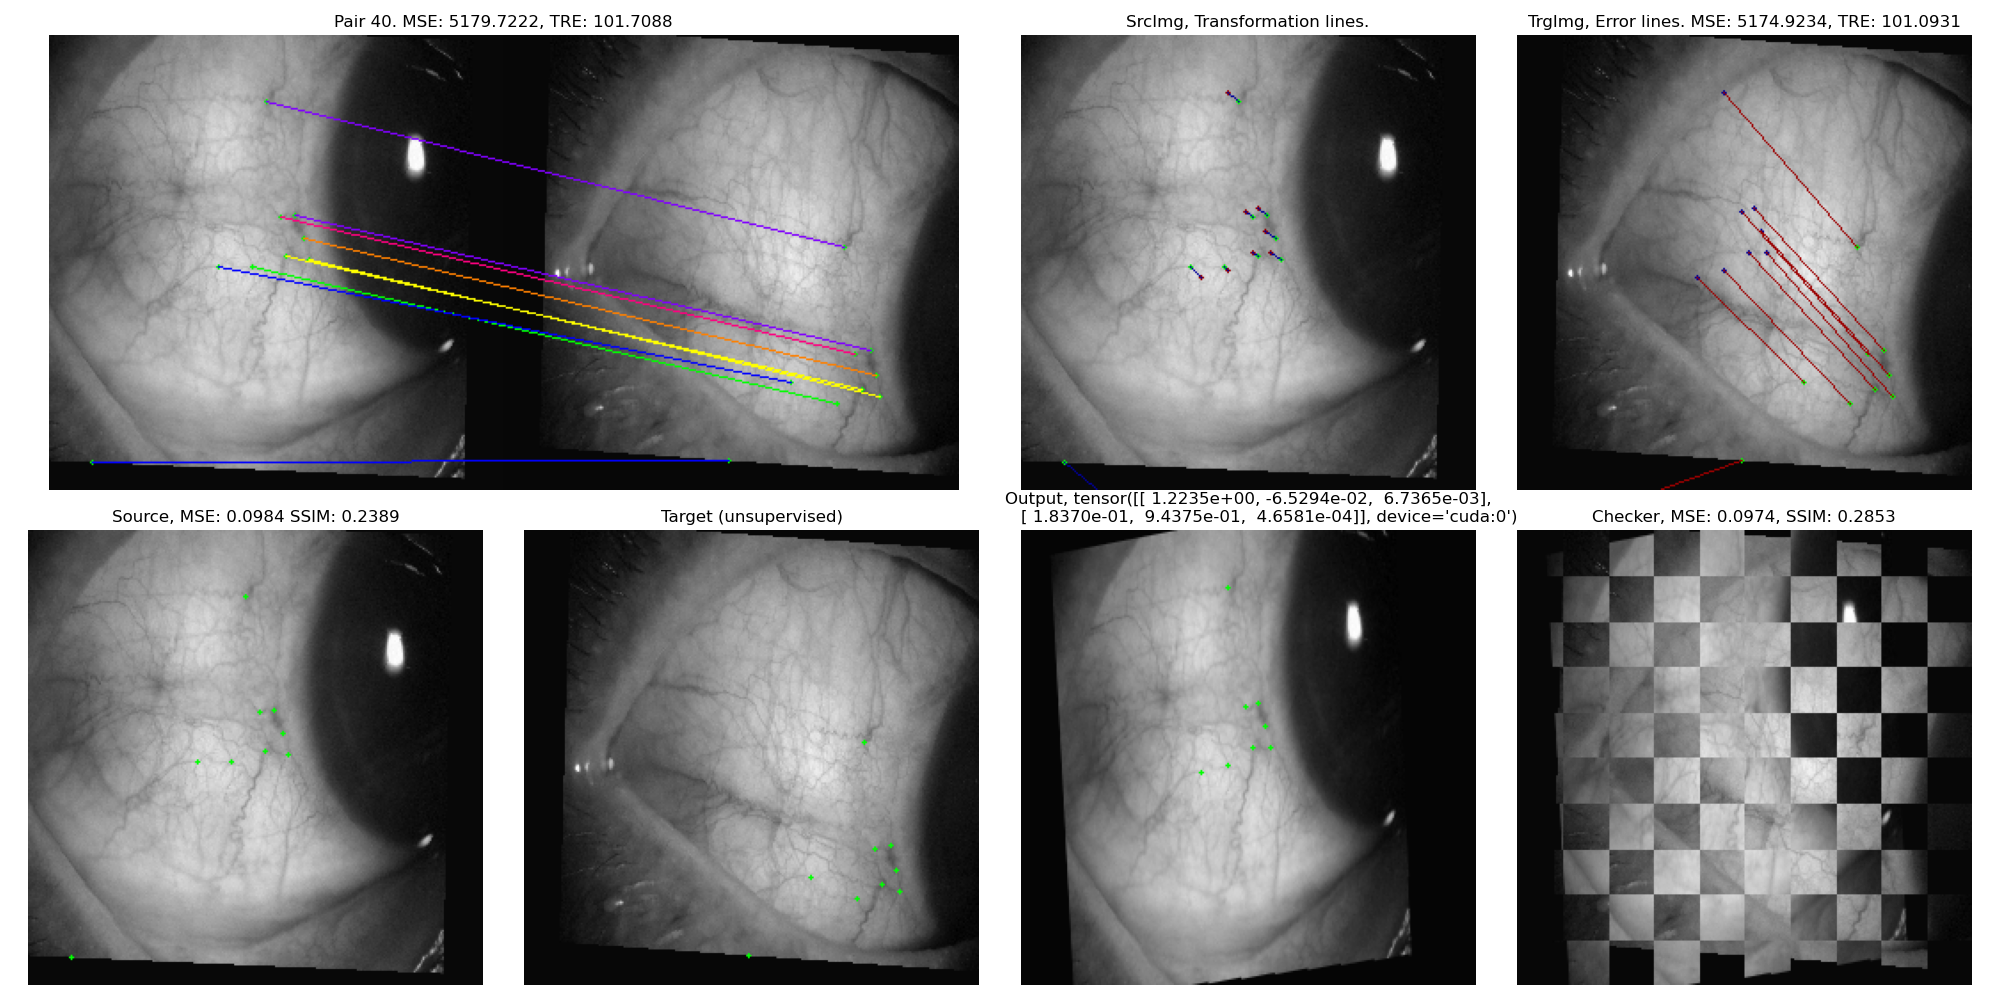 Pair 40. MSE: 5179.7222, TRE: 101.7088
SrcImg, Transformation lines.
TrgImg, Error lines. MSE: 5174.9234, TRE: 101.0931
Source, MSE: 0.0984 SSIM: 0.2389
Target (unsupervised)
Output, tensor([[ 1.2235e+00, -6.5294e-02,  6.7365e-03],
[ 1.8370e-01,  9.4375e-01,  4.6581e-04]], device='cuda:0')
Checker, MSE: 0.0974, SSIM: 0.2853